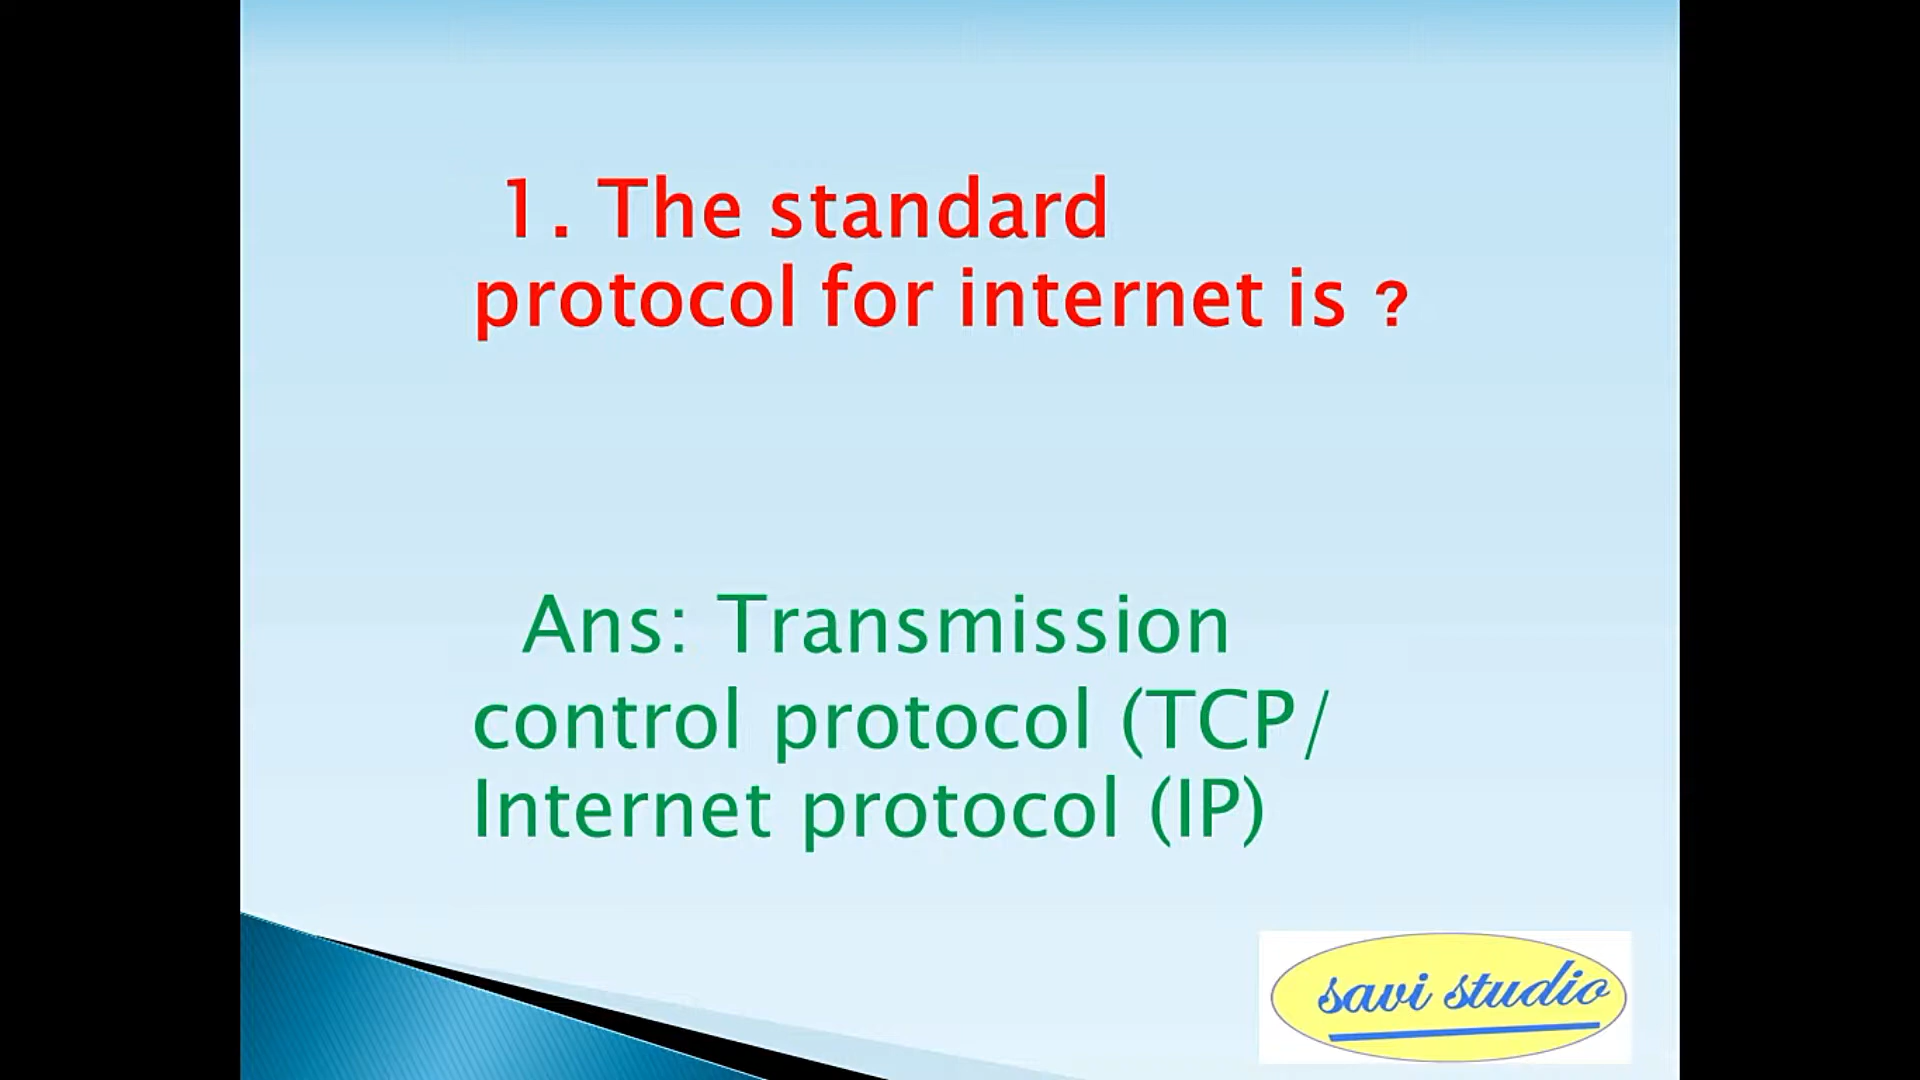 1. The standard
protocol for internet is ?
Ans: Transmission
control protocol (TCP/
Internet protocol (IP)
savi studio